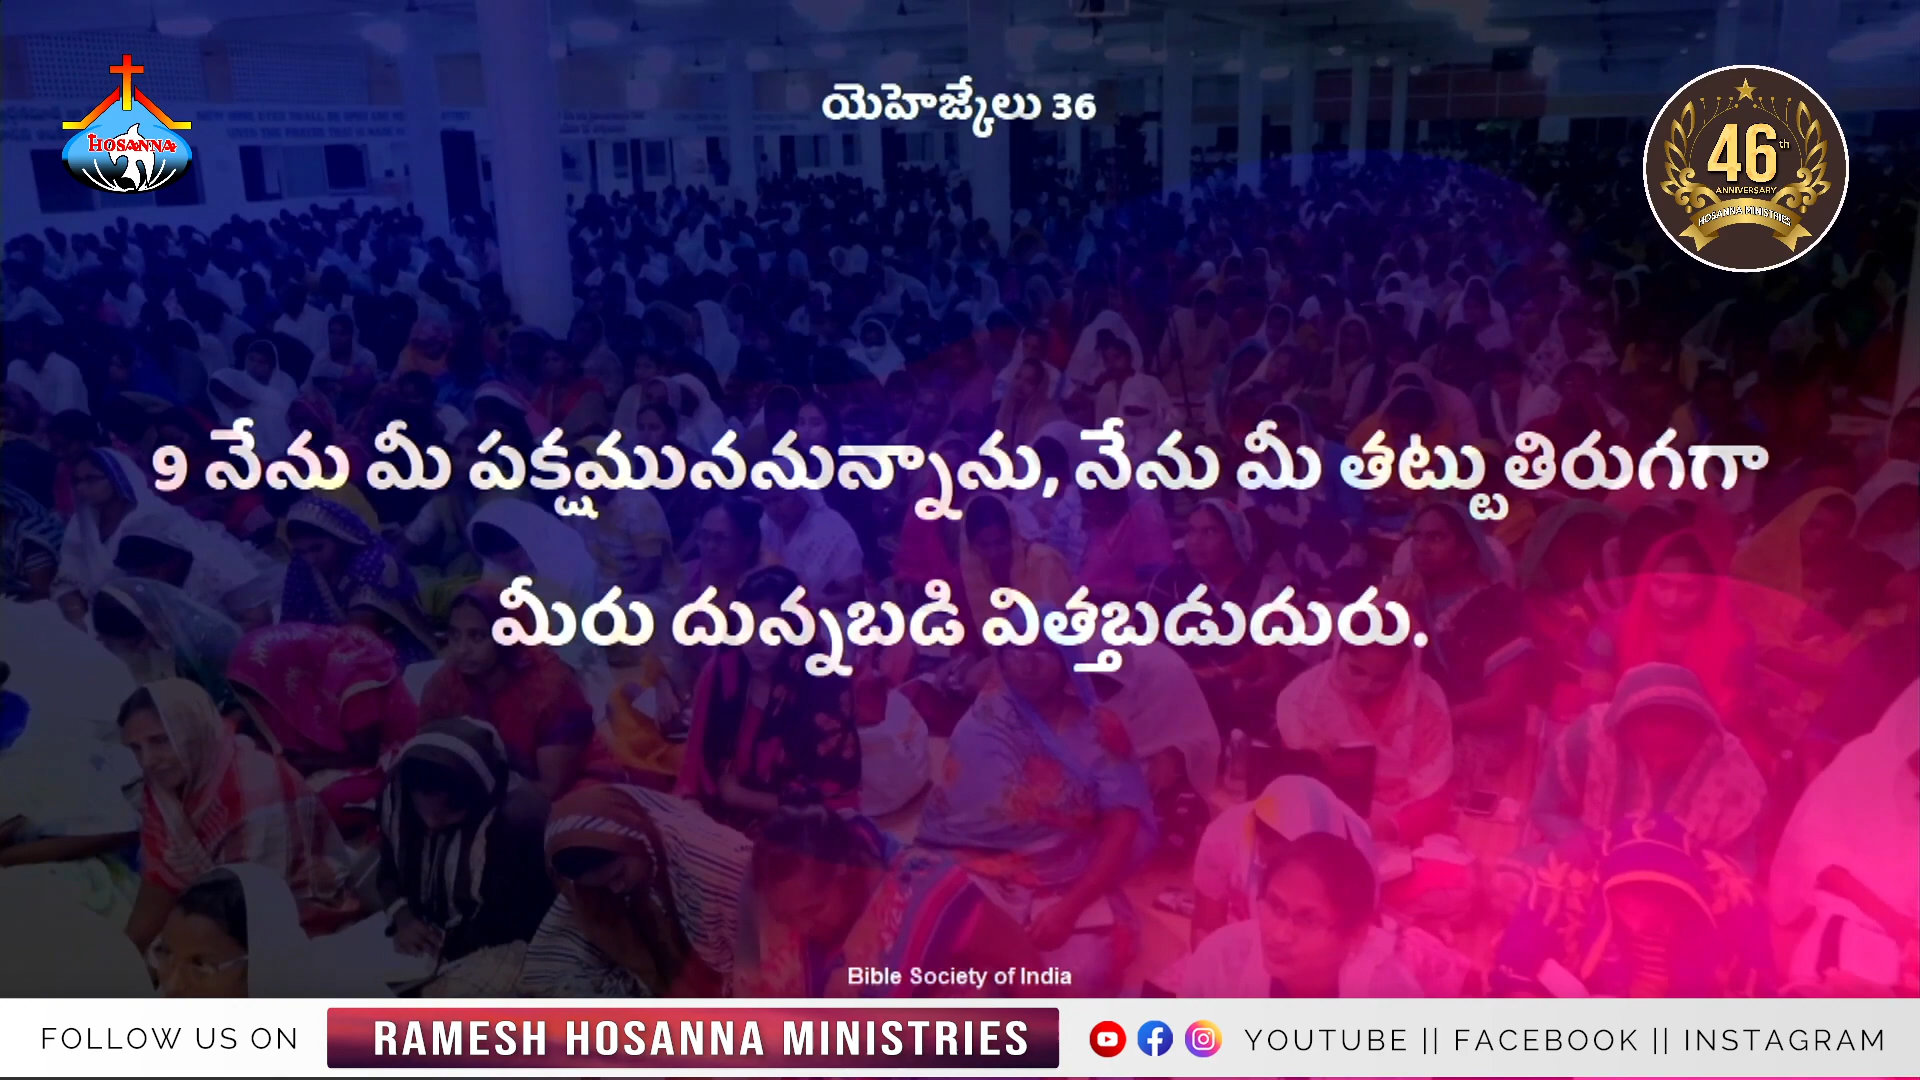 యెహెజ్కేలు 36
HOSANNA
46th
ANNIVERSARY
HOSANNA MINISTRIES
9 నేను మీ పక్షముననున్నాను, నేను మీ తట్టుతిరుగగా
మీరు దున్నబడి విత్తబడుదురు.
Bible Society of India
FOLLOW US ON RAMESH HOSANNA MINISTRIES YOUTUBE || FACEBOOK || INSTAGRAM